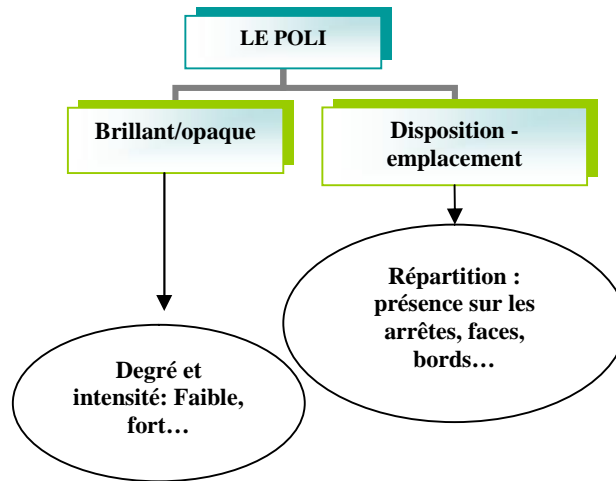 LE POLI
Brillant/opaque
Disposition -
emplacement
Répartition :
présence sur les
arrêtes, faces,
bords…
Degré et
intensité: Faible,
fort…